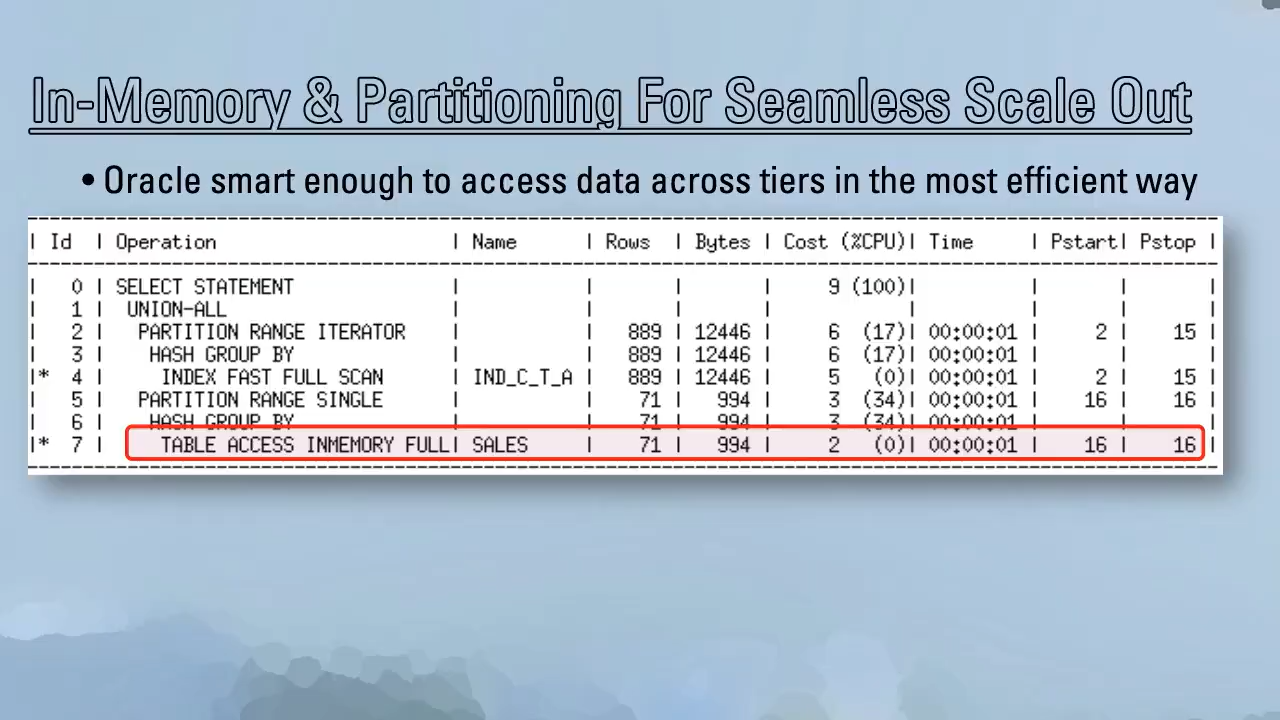 In-Memory & Partitioning For Seamless Scale Out
• Oracle smart enough to access data across tiers in the most efficient way
| Id | Operation | Name | Rows | Bytes | Cost (%CPU)| Time | Pstart| Pstop |
| 0 | SELECT STATEMENT | | | | 9 (100)| | | |
| 1 | UNION-ALL | | | | | | | |
| 2 | PARTITION RANGE ITERATOR | | 889 | 12446 | 6 (17)| 00:00:01 | 2 | 15 |
| 3 | HASH GROUP BY | | 889 | 12446 | 6 (17)| 00:00:01 | | |
|* 4 | INDEX FAST FULL SCAN | IND_C_T_A | 889 | 12446 | 5 (0)| 00:00:01 | 2 | 15 |
| 5 | PARTITION RANGE SINGLE | | 71 | 994 | 3 (34)| 00:00:01 | 16 | 16 |
| 6 | HASH GROUP BY | | 71 | 994 | 3 (34)| 00:00:01 | | |
|* 7 | TABLE ACCESS INMEMORY FULL| SALES | 71 | 994 | 2 (0)| 00:00:01 | 16 | 16 |